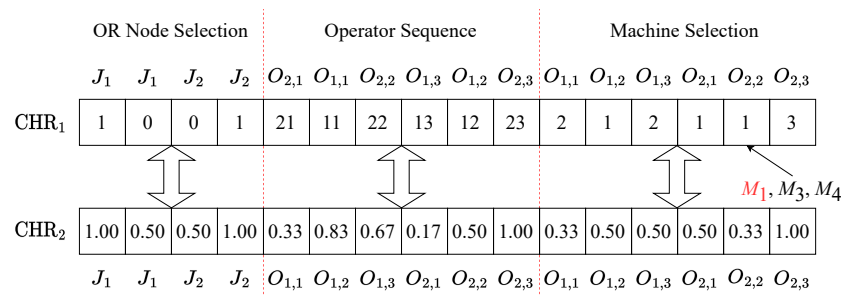 OR Node Selection Operator Sequence Machine Selection
J1 J1 J2 J2 O2,1 O1,1 O2,2 O1,3 O1,2 O2,3 O1,1 O1,2 O1,3 O2,1 O2,2 O2,3
CHR1 1 0 0 1 21 11 22 13 12 23 2 1 2 1 1 3
M1, M3, M4
CHR2 1.00 0.50 0.50 1.00 0.33 0.83 0.67 0.17 0.50 1.00 0.33 0.50 0.50 0.50 0.33 1.00
J1 J1 J2 J2 O1,1 O1,2 O1,3 O2,1 O2,2 O2,3 O1,1 O1,2 O1,3 O2,1 O2,2 O2,3